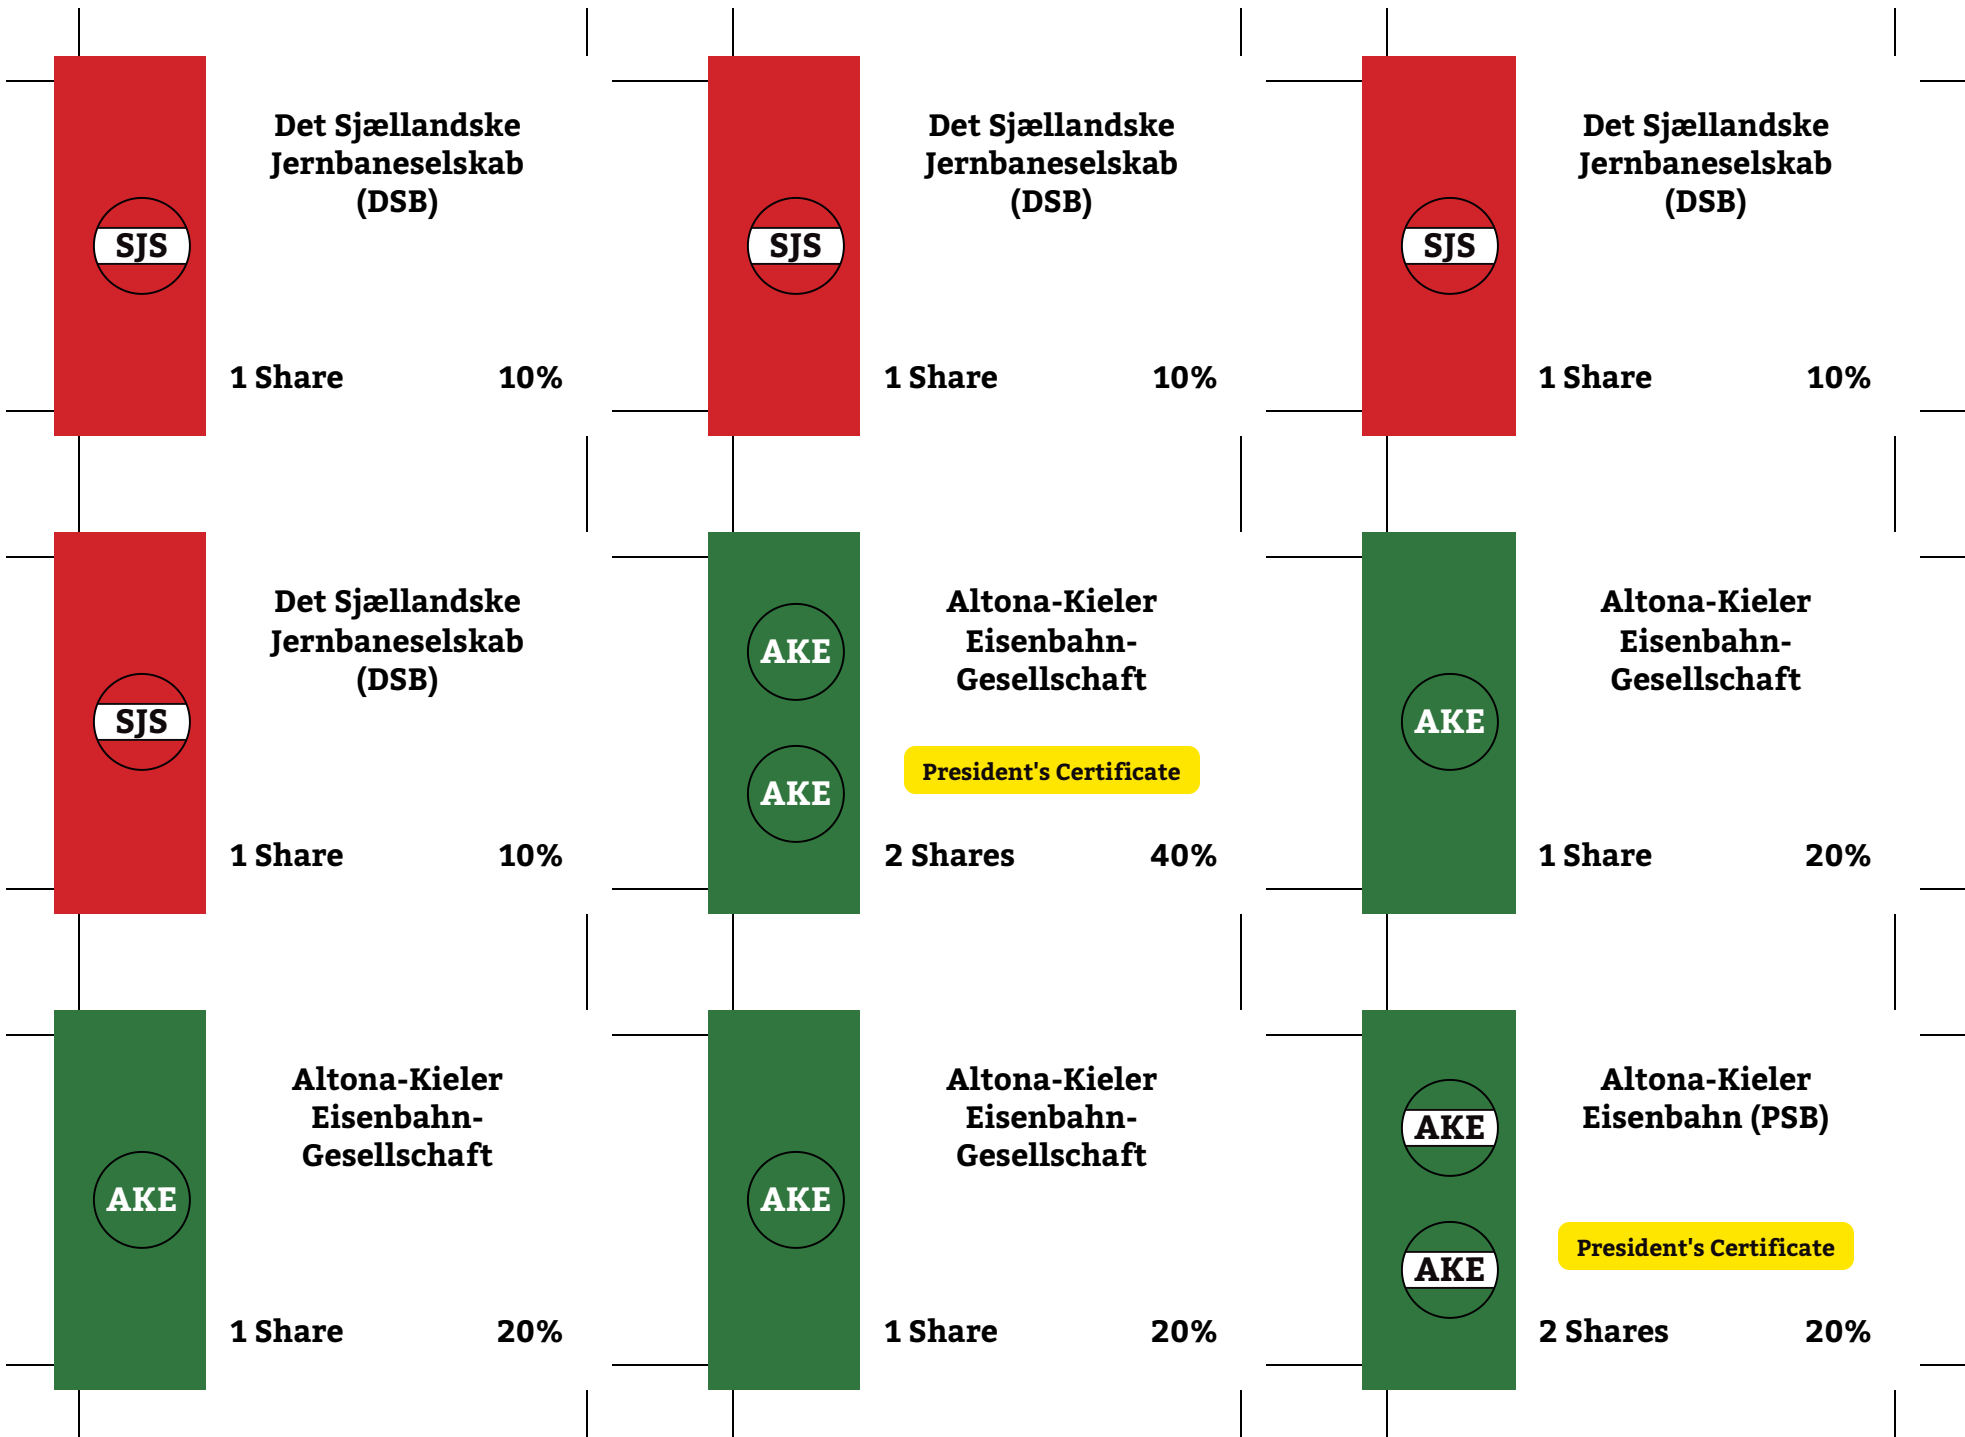 SJS
Det Sjællandske
Jernbaneselskab
(DSB)
1 Share 10%
SJS
Det Sjællandske
Jernbaneselskab
(DSB)
1 Share 10%
SJS
Det Sjællandske
Jernbaneselskab
(DSB)
1 Share 10%
SJS
Det Sjællandske
Jernbaneselskab
(DSB)
1 Share 10%
AKE
AKE
Altona-Kieler
Eisenbahn-
Gesellschaft
President's Certificate
2 Shares 40%
AKE
Altona-Kieler
Eisenbahn-
Gesellschaft
1 Share 20%
AKE
Altona-Kieler
Eisenbahn-
Gesellschaft
1 Share 20%
AKE
Altona-Kieler
Eisenbahn-
Gesellschaft
1 Share 20%
AKE
AKE
Altona-Kieler
Eisenbahn (PSB)
President's Certificate
2 Shares 20%